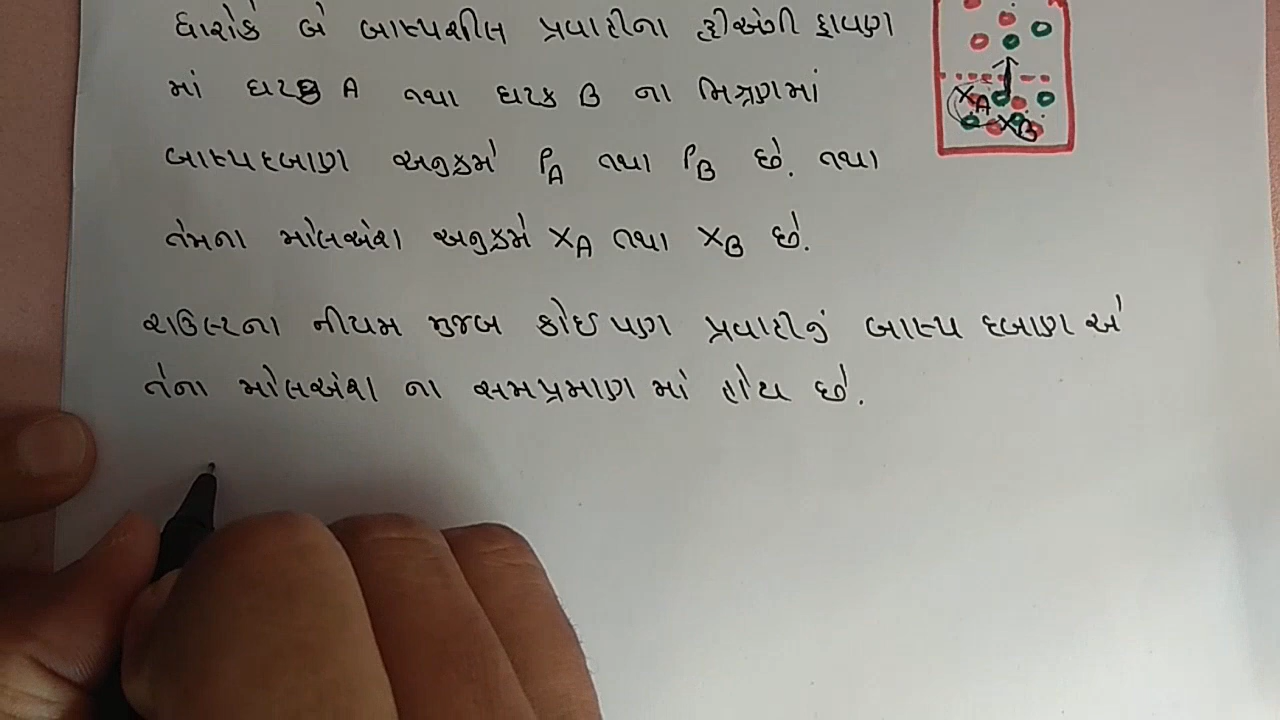 ધારોકે બે બાષ્પશીલ પ્રવાહીના દ્વીઅંગી દ્રાવણ
માં ઘટક A તથા ઘટક B ના મિશ્રણમાં
બાષ્પદબાણ અનુક્રમે PA તથા PB છે. તથા
તેમના મોલઅંશ અનુક્રમે XA તથા XB છે.
રાઉલ્ટના નીયમ મુજબ કોઇપણ પ્રવાહીનું બાષ્પ દબાણ એ
તેના મોલઅંશ ના સમપ્રમાણ માં હોય છે.
XA
XB